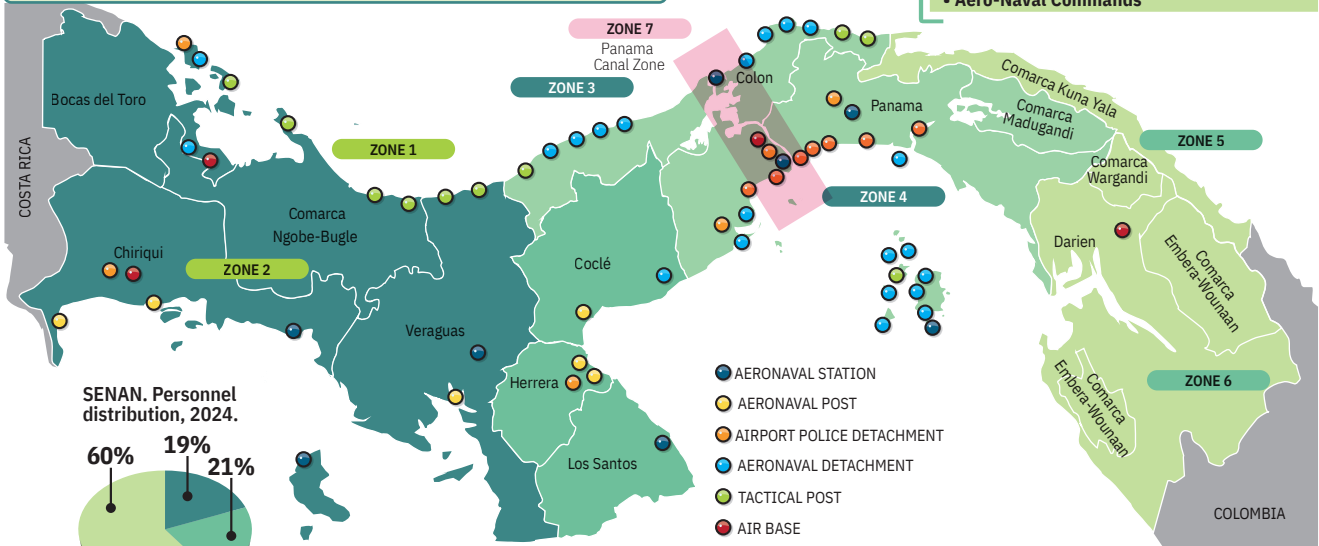 • Aero-Naval Commands
ZONE 7
Panama
Canal Zone
ZONE 3
Colon
Bocas del Toro
Panama
Comarca Kuna Yala
Comarca
Madugandi
ZONE 1
ZONE 5
COSTA RICA
Comarca
Wargandi
ZONE 4
Comarca
Ngobe-Bugle
Chiriqui
ZONE 2
Coclé
Darien
Comarca
Embera-Wounaan
Veraguas
Herrera
Los Santos
AERONAVAL STATION
AERONAVAL POST
AIRPORT POLICE DETACHMENT
AERONAVAL DETACHMENT
TACTICAL POST
AIR BASE
ZONE 6
Comarca
Embera-Wounaan
COLOMBIA
SENAN. Personnel
distribution, 2024.
60%
19%
21%